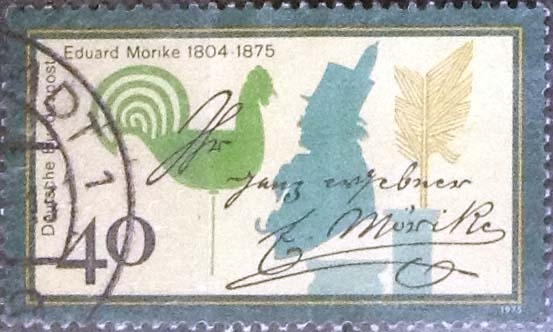 Eduard Mörike 1804-1875
Deutsche Bundespost
Ihr
ganz ergebner
E. Mörike
40
1975